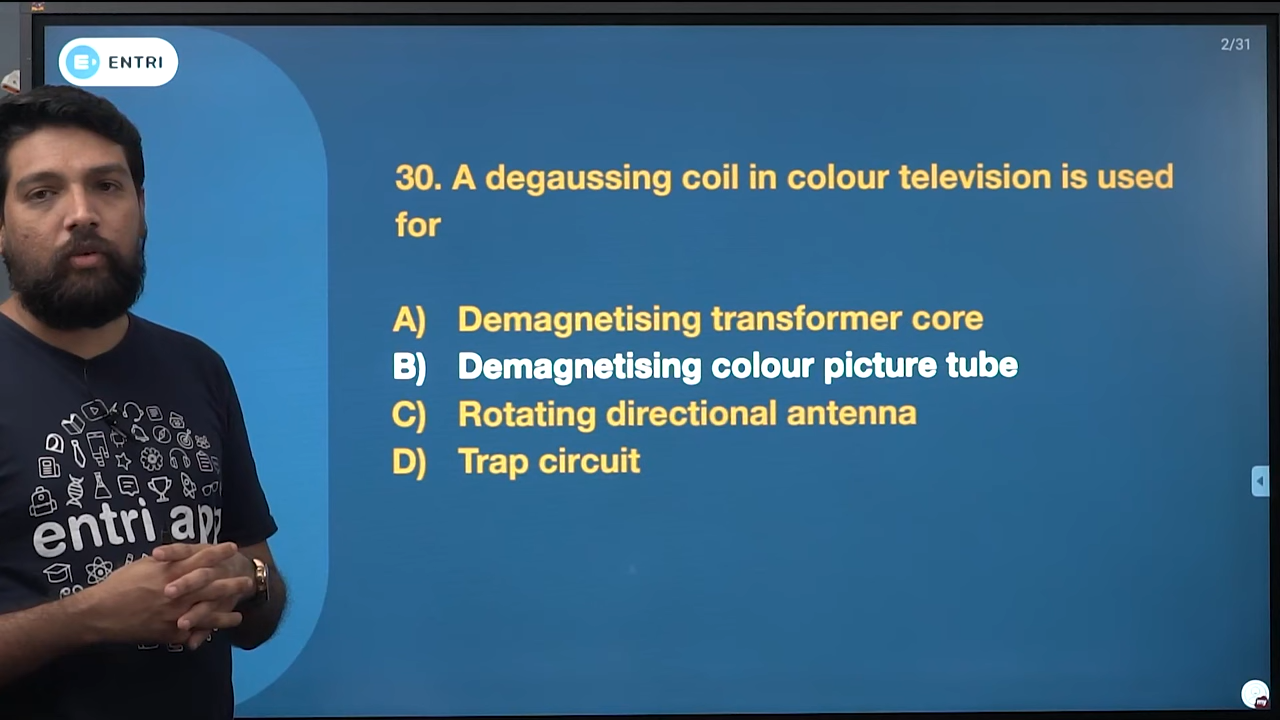 ENTRI
2/31
30. A degaussing coil in colour television is used
for
A) Demagnetising transformer core
B) Demagnetising colour picture tube
C) Rotating directional antenna
D) Trap circuit
entri app